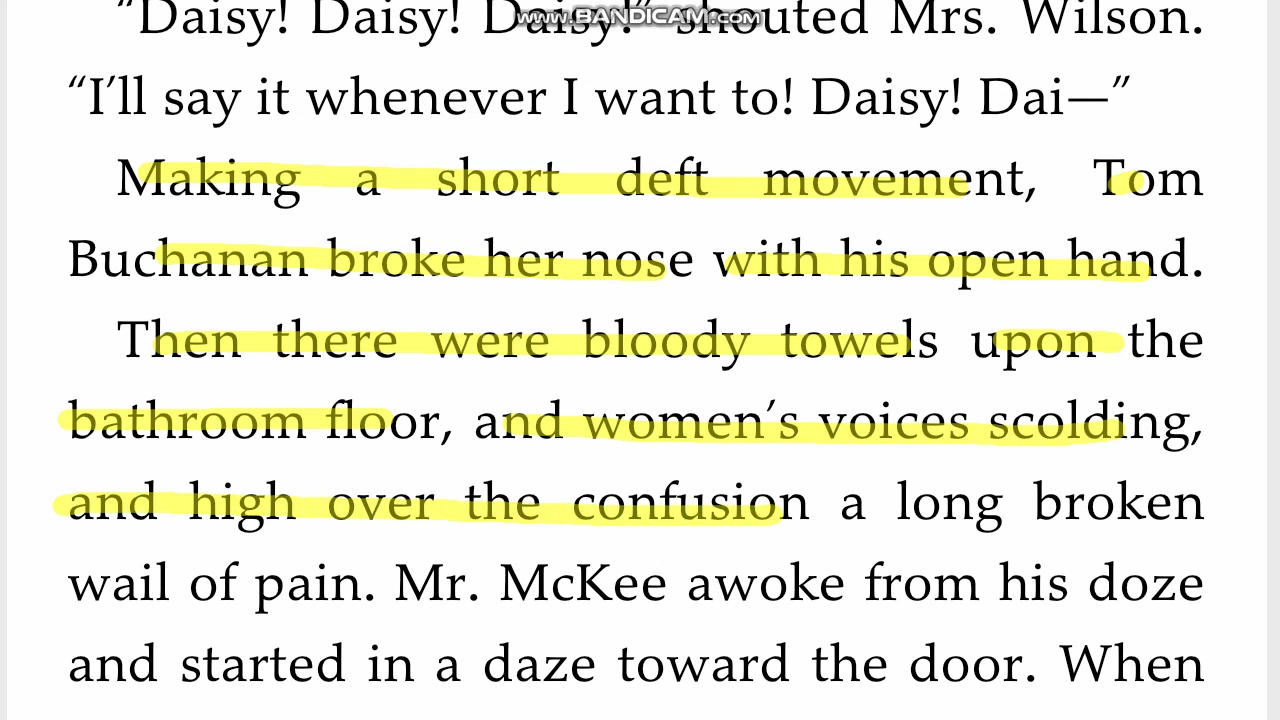 www.BANDICAM.com
“Daisy! Daisy! Daisy!” shouted Mrs. Wilson.
“I’ll say it whenever I want to! Daisy! Dai—”
Making a short deft movement, Tom
Buchanan broke her nose with his open hand.
Then there were bloody towels upon the
bathroom floor, and women’s voices scolding,
and high over the confusion a long broken
wail of pain. Mr. McKee awoke from his doze
and started in a daze toward the door. When